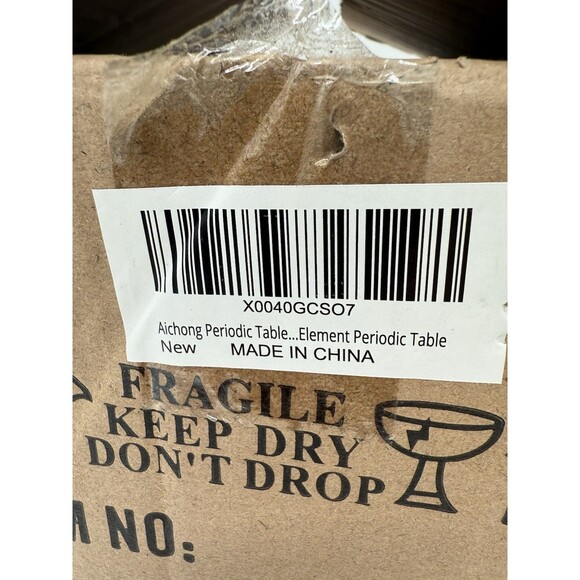 X0040GCSO7
Aichong Periodic Table...Element Periodic Table
New MADE IN CHINA
FRAGILE
KEEP DRY
DON'T DROP
NO: